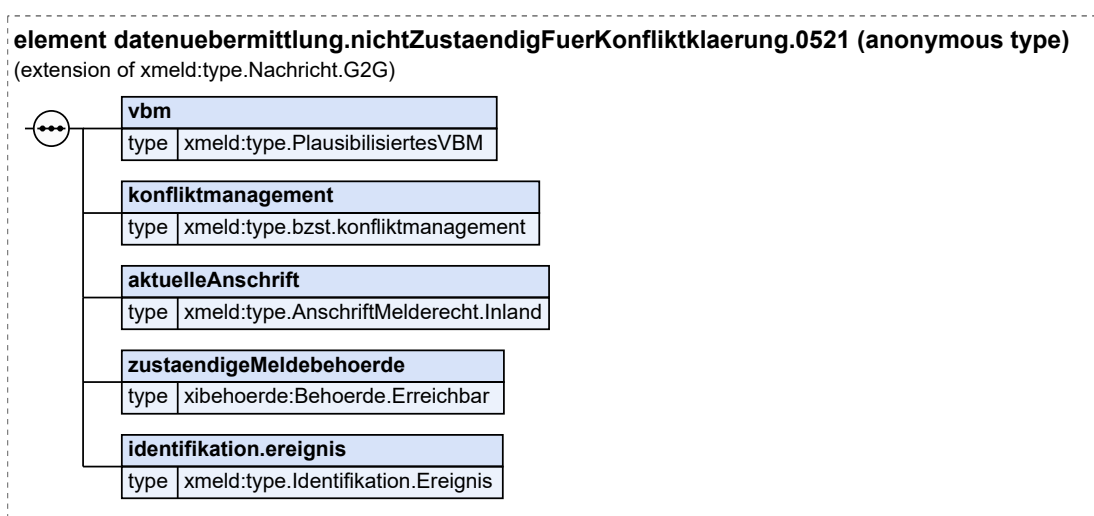 element datenuebermittlung.nichtZustaendigFuerKonfliktklaerung.0521 (anonymous type)
(extension of xmeld:type.Nachricht.G2G)
vbm
type xmeld:type.PlausibilisiertesVBM
konfliktmanagement
type xmeld:type.bzst.konfliktmanagement
aktuelleAnschrift
type xmeld:type.AnschriftMelderecht.Inland
zustaendigeMeldebehoerde
type xibehoerde:Behoerde.Erreichbar
identifikation.ereignis
type xmeld:type.Identifikation.Ereignis